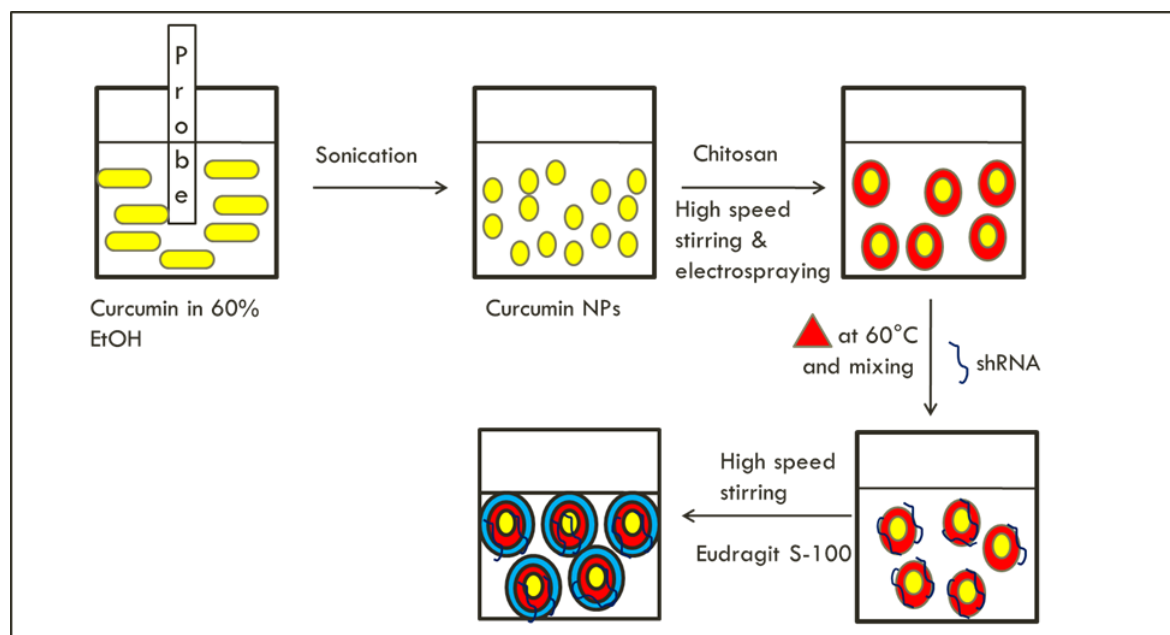 Probe
Curcumin in 60%
EtOH
Sonication
Curcumin NPs
Chitosan
High speed
stirring &
electrospraying
at 60°C
and mixing
shRNA
High speed
stirring
Eudragit S-100